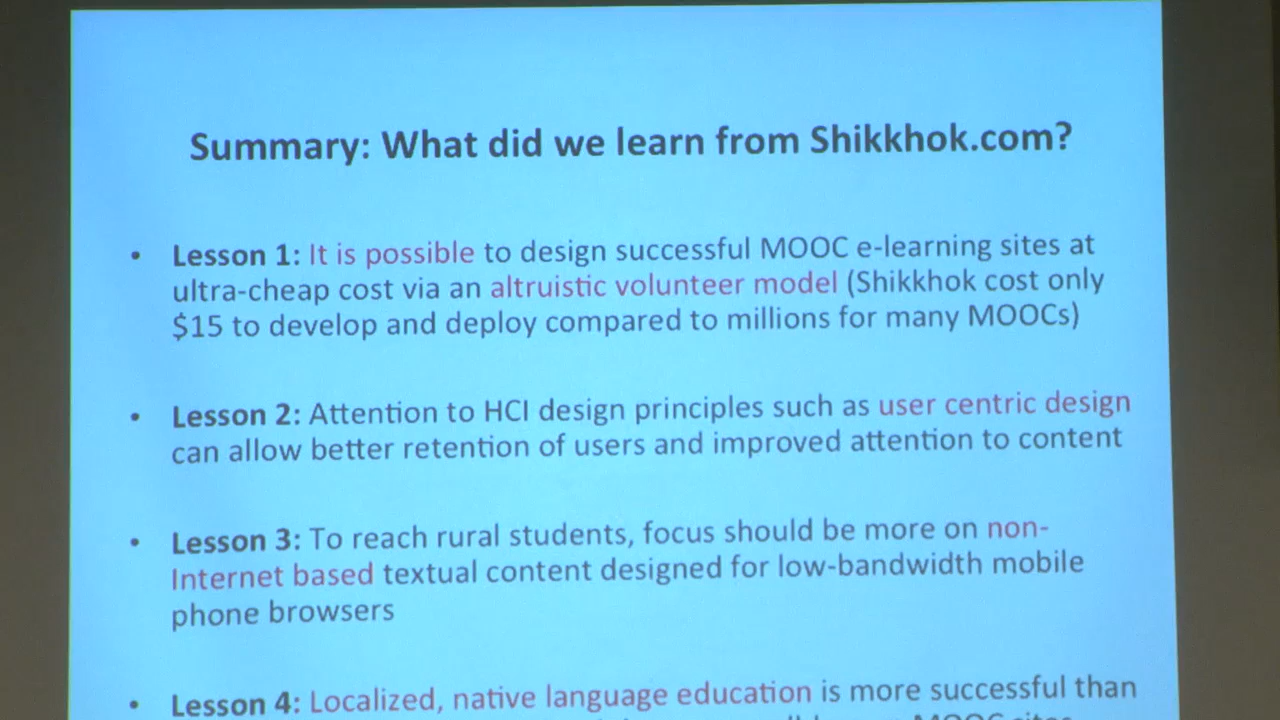 Summary: What did we learn from Shikkhok.com?
• Lesson 1: It is possible to design successful MOOC e-learning sites at
ultra-cheap cost via an altruistic volunteer model (Shikkhok cost only
$15 to develop and deploy compared to millions for many MOOCs)
• Lesson 2: Attention to HCI design principles such as user centric design
can allow better retention of users and improved attention to content
• Lesson 3: To reach rural students, focus should be more on non-
Internet based textual content designed for low-bandwidth mobile
phone browsers
• Lesson 4: Localized, native language education is more successful than
MOOC sites